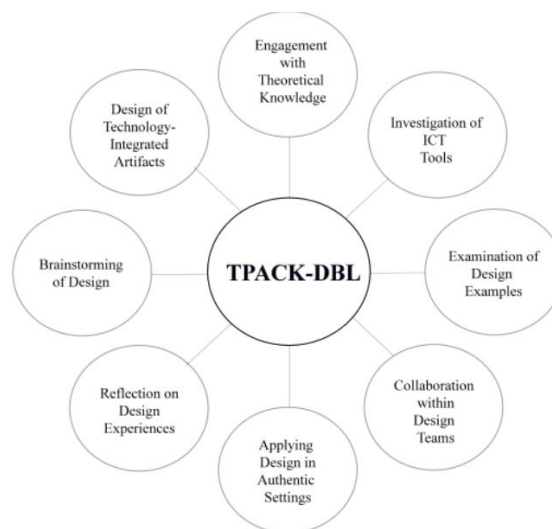 Engagement
with
Theoretical
Knowledge
Design of
Technology-
Integrated
Artifacts
Investigation of
ICT
Tools
Brainstorming
of Design
TPACK-DBL
Examination of
Design
Examples
Reflection on
Design
Experiences
Collaboration
within
Design
Teams
Applying
Design in
Authentic
Settings